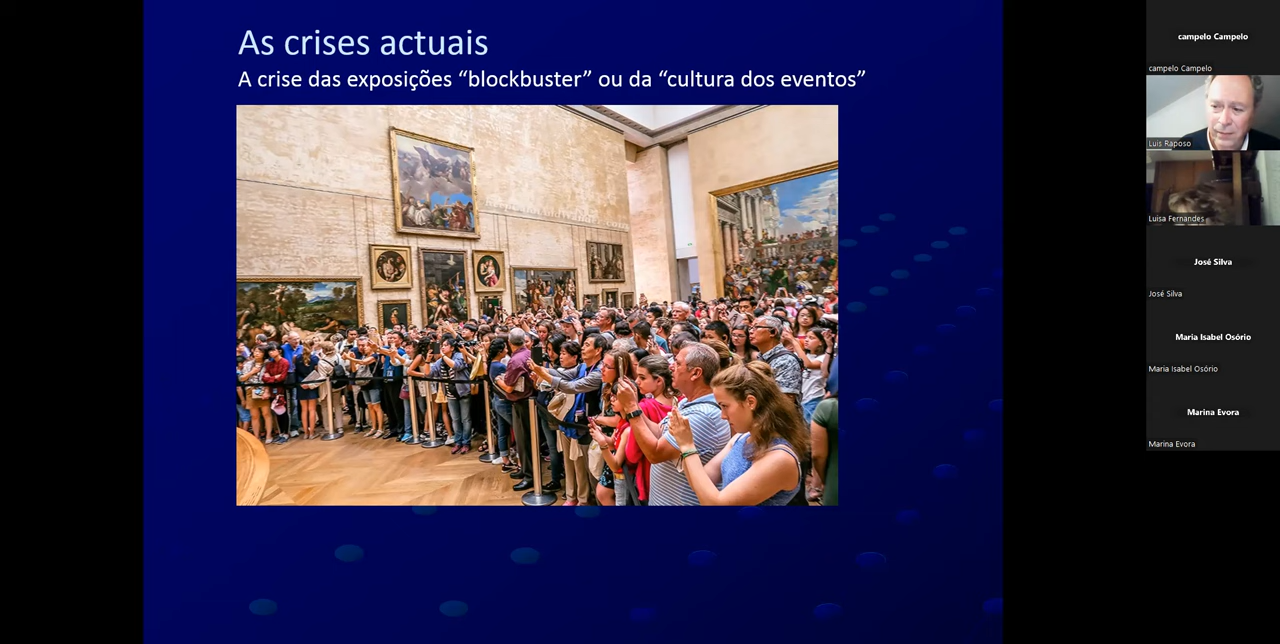 As crises actuais
A crise das exposições “blockbuster” ou da “cultura dos eventos”
campelo Campelo
campelo Campelo
Luis Raposo
Luisa Fernandes
José Silva
José Silva
Maria Isabel Osório
Maria Isabel Osório
Marina Evora
Marina Evora